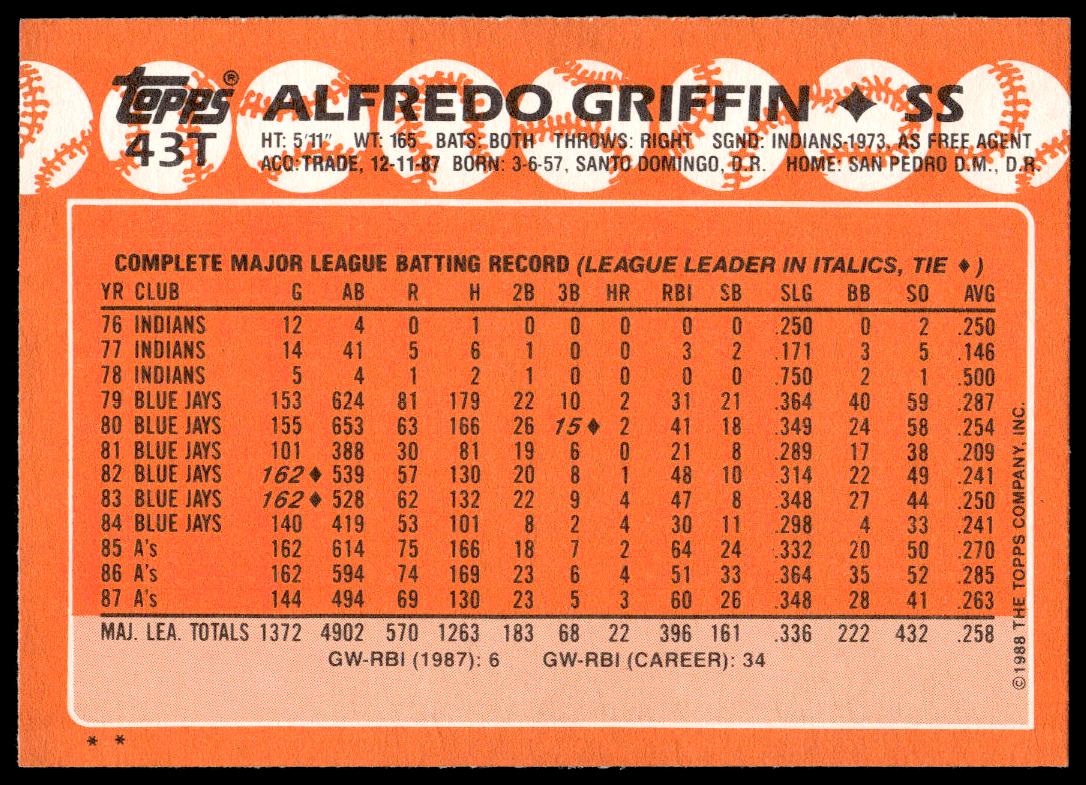 topps® ALFREDO GRIFFIN ♦ SS
43T
HT: 5'11" WT: 165 BATS: BOTH THROWS: RIGHT SGND: INDIANS-1973, AS FREE AGENT
ACQ: TRADE, 12-11-87 BORN: 3-6-57, SANTO DOMINGO, D.R. HOME: SAN PEDRO D.M., D.R.
COMPLETE MAJOR LEAGUE BATTING RECORD (LEAGUE LEADER IN ITALICS, TIE ♦)
YR CLUB G AB R H 2B 3B HR RBI SB SLG BB SO AVG
76 INDIANS 12 4 0 1 0 0 0 0 0 .250 0 2 .250
77 INDIANS 14 41 5 6 1 0 0 3 2 .171 3 5 .146
78 INDIANS 5 4 1 2 1 0 0 0 0 .750 2 1 .500
79 BLUE JAYS 153 624 81 179 22 10 2 31 21 .364 40 59 .287
80 BLUE JAYS 155 653 63 166 26 15♦ 2 41 18 .349 24 58 .254
81 BLUE JAYS 101 388 30 81 19 6 0 21 8 .289 17 38 .209
82 BLUE JAYS 162♦ 539 57 130 20 8 1 48 10 .314 22 49 .241
83 BLUE JAYS 162♦ 528 62 132 22 9 4 47 8 .348 27 44 .250
84 BLUE JAYS 140 419 53 101 8 2 4 30 11 .298 4 33 .241
85 A's 162 614 75 166 18 7 2 64 24 .332 20 50 .270
86 A's 162 594 74 169 23 6 4 51 33 .364 35 52 .285
87 A's 144 494 69 130 23 5 3 60 26 .348 28 41 .263
MAJ. LEA. TOTALS 1372 4902 570 1263 183 68 22 396 161 .336 222 432 .258
GW-RBI (1987): 6 GW-RBI (CAREER): 34
©1988 THE TOPPS COMPANY, INC.
* *